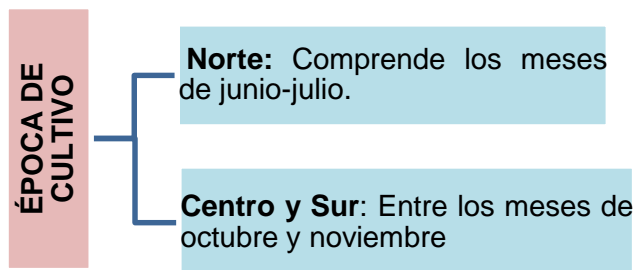 ÉPOCA DE
CULTIVO
Norte: Comprende los meses
de junio-julio.
Centro y Sur: Entre los meses de
octubre y noviembre